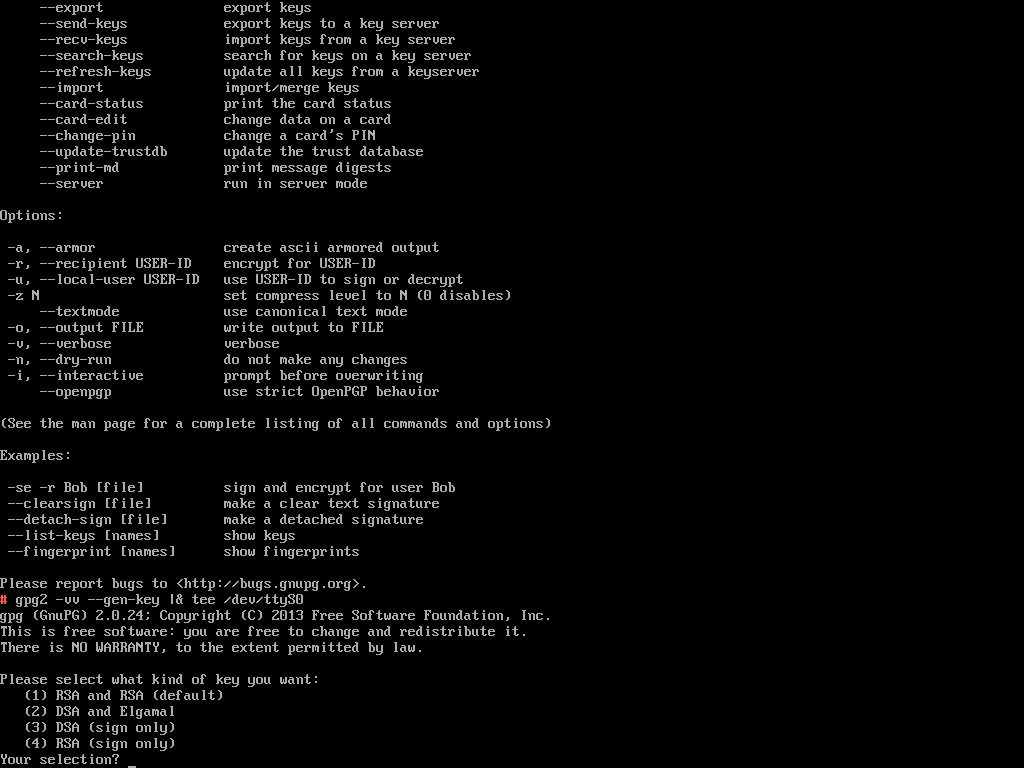 --export               export keys
     --send-keys            export keys to a key server
     --recv-keys            import keys from a key server
     --search-keys          search for keys on a key server
     --refresh-keys         update all keys from a keyserver
     --import               import/merge keys
     --card-status          print the card status
     --card-edit            change data on a card
     --change-pin           change a card's PIN
     --update-trustdb       update the trust database
     --print-md             print message digests
     --server               run in server mode

Options:

 -a, --armor                create ascii armored output
 -r, --recipient USER-ID    encrypt for USER-ID
 -u, --local-user USER-ID   use USER-ID to sign or decrypt
 -z N                       set compress level to N (0 disables)
     --textmode             use canonical text mode
 -o, --output FILE          write output to FILE
 -v, --verbose              verbose
 -n, --dry-run              do not make any changes
 -i, --interactive          prompt before overwriting
     --openpgp              use strict OpenPGP behavior

(See the man page for a complete listing of all commands and options)

Examples:

 -se -r Bob [file]          sign and encrypt for user Bob
 --clearsign [file]         make a clear text signature
 --detach-sign [file]       make a detached signature
 --list-keys [names]        show keys
 --fingerprint [names]      show fingerprints

Please report bugs to <http://bugs.gnupg.org>.
# gpg2 -vv --gen-key |& tee /dev/ttyS0
gpg (GnuPG) 2.0.24; Copyright (C) 2013 Free Software Foundation, Inc.
This is free software: you are free to change and redistribute it.
There is NO WARRANTY, to the extent permitted by law.

Please select what kind of key you want:
   (1) RSA and RSA (default)
   (2) DSA and Elgamal
   (3) DSA (sign only)
   (4) RSA (sign only)
Your selection? _